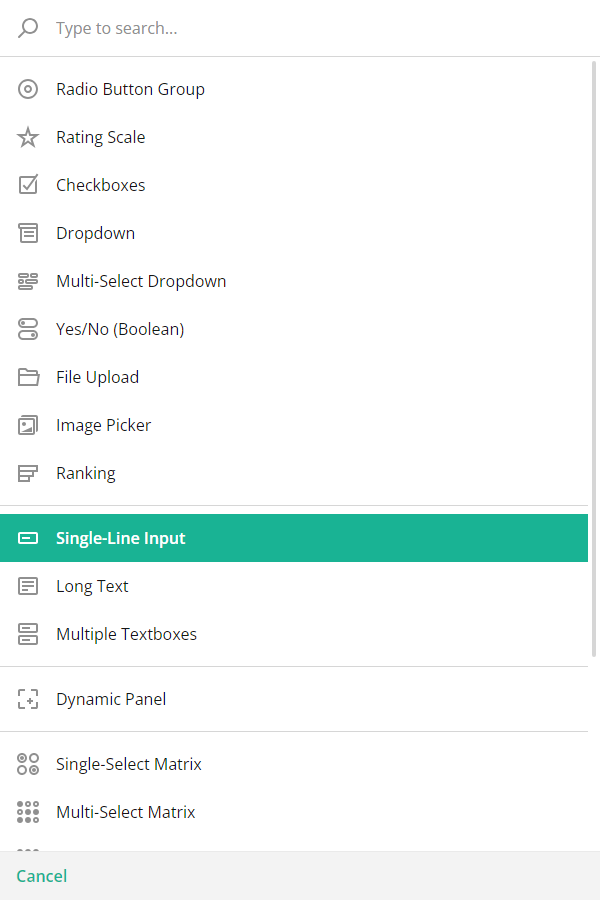 Type to search...
Radio Button Group
Rating Scale
Checkboxes
Dropdown
Multi-Select Dropdown
Yes/No (Boolean)
File Upload
Image Picker
Ranking
Single-Line Input
Long Text
Multiple Textboxes
Dynamic Panel
Single-Select Matrix
Multi-Select Matrix
Cancel